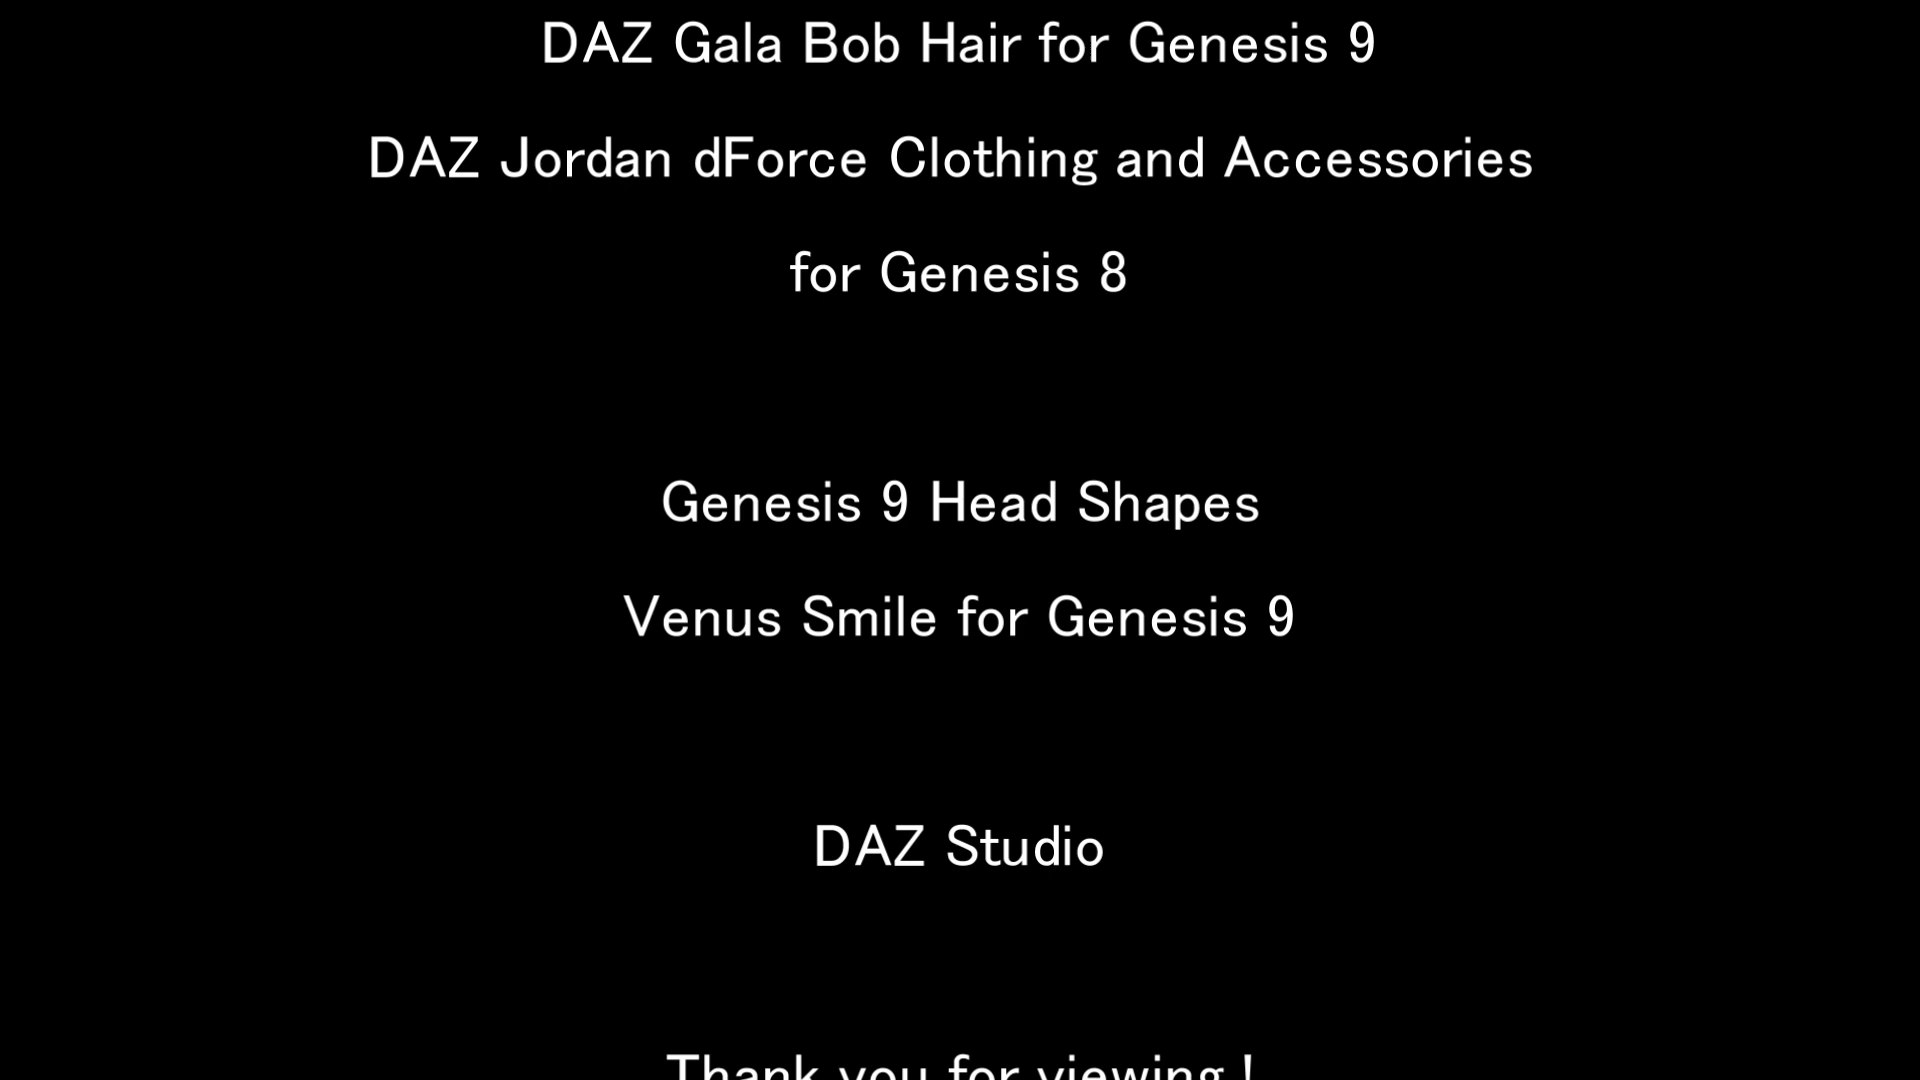 DAZ Gala Bob Hair for Genesis 9
DAZ Jordan dForce Clothing and Accessories
for Genesis 8
Genesis 9 Head Shapes
Venus Smile for Genesis 9
DAZ Studio
Thank you for viewing !